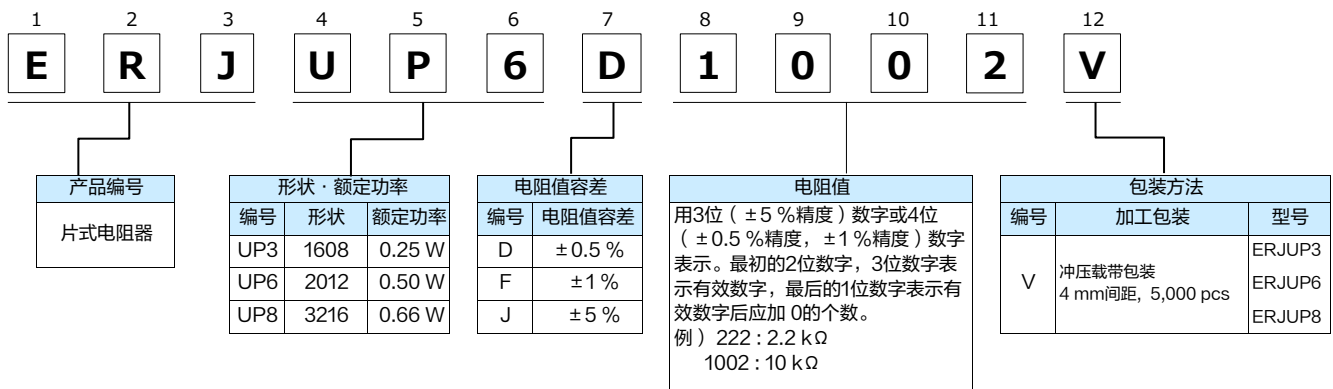 1 2 3 4 5 6 7 8 9 10 11 12
E R J U P 6 D 1 0 0 2 V
产品编号
片式电阻器
形状・额定功率
编号 形状 额定功率
UP3 1608 0.25 W
UP6 2012 0.50 W
UP8 3216 0.66 W
电阻值容差
编号 电阻值容差
D ±0.5 %
F ±1 %
J ±5 %
电阻值
用3位（ ±5 %精度）数字或4位
（ ±0.5 %精度，±1 %精度）数字
表示。最初的2位数字，3位数字表
示有效数字，最后的1位数字表示有
效数字后应加 0的个数。
例）222 : 2.2 kΩ
1002 : 10 kΩ
包装方法
编号 加工包装 型号
V
冲压载带包装
4 mm间距, 5,000 pcs
ERJUP3
ERJUP6
ERJUP8